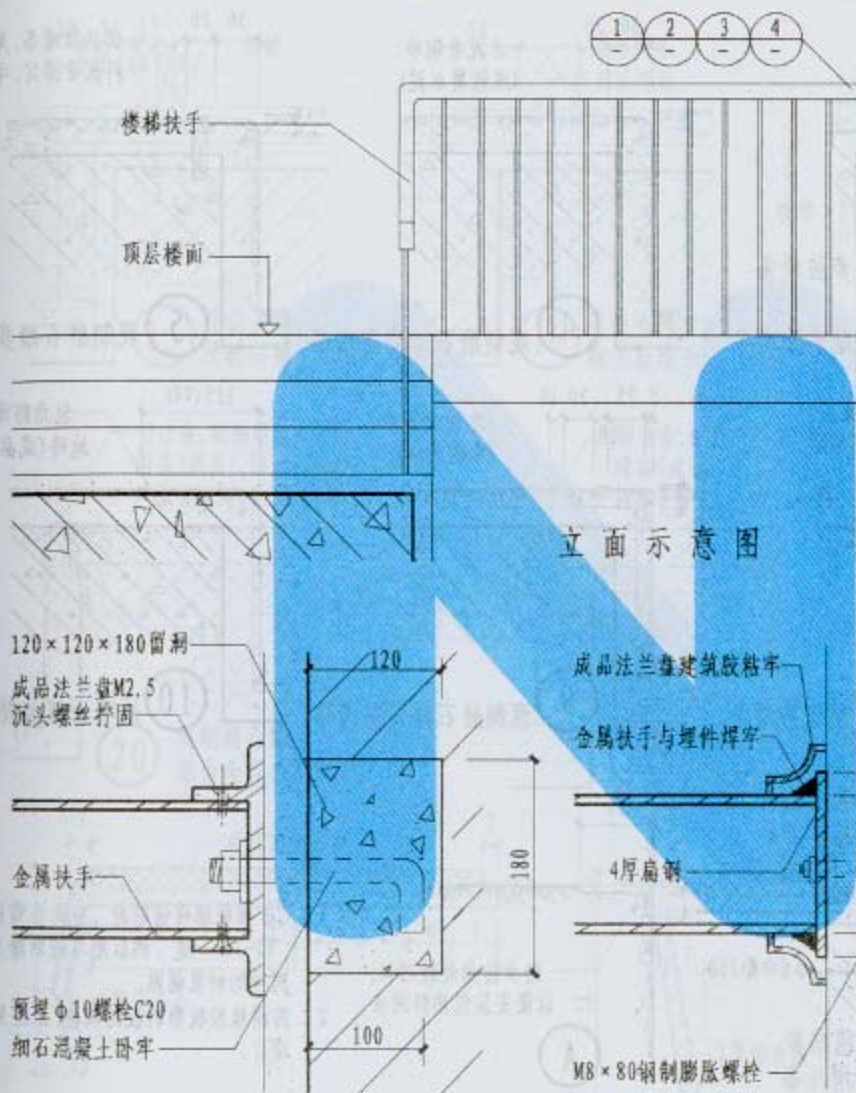 1 2 3 4
- - - -
楼梯扶手
顶层楼面
立面示意图
120×120×180留洞
成品法兰盘M2.5
沉头螺丝拧固
120
180
金属扶手
预埋φ10螺栓C20
细石混凝土卧牢
100
成品法兰盘建筑胶粘牢
金属扶手与埋件焊牢
4厚扁钢
M8×80钢制膨胀螺栓